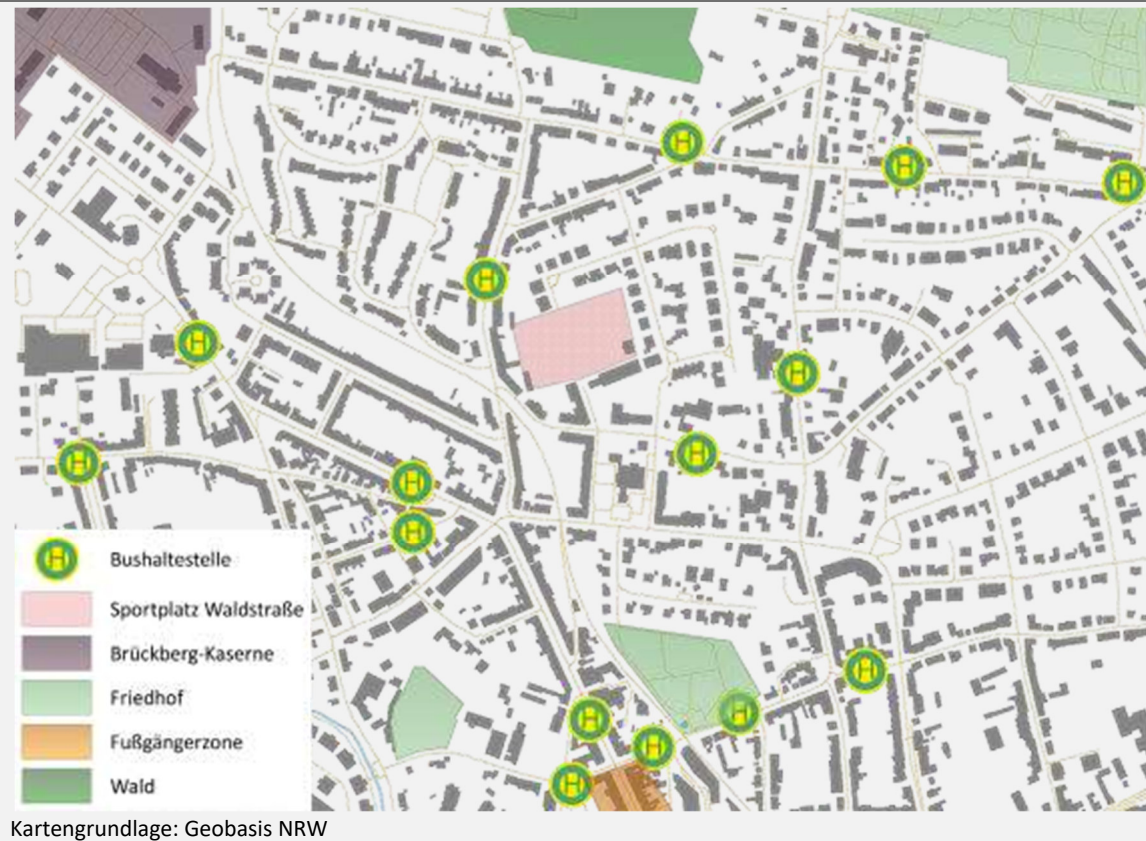 H Bushaltestelle
Sportplatz Waldstraße
Brückberg-Kaserne
Friedhof
Fußgängerzone
Wald
Kartengrundlage: Geobasis NRW